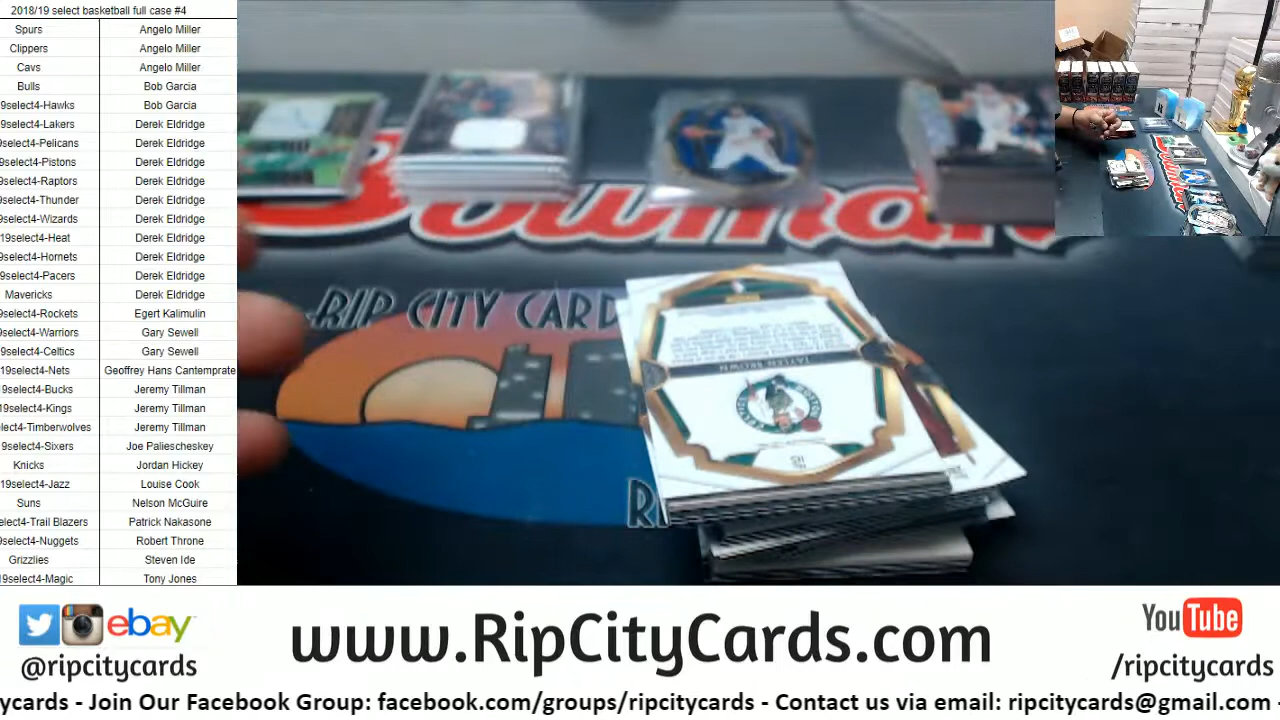 2018/19 select basketball full case #4
Spurs Angelo Miller
Clippers Angelo Miller
Cavs Angelo Miller
Bulls Bob Garcia
9select4-Hawks Bob Garcia
9select4-Lakers Derek Eldridge
9select4-Pelicans Derek Eldridge
9select4-Pistons Derek Eldridge
9select4-Raptors Derek Eldridge
9select4-Thunder Derek Eldridge
9select4-Wizards Derek Eldridge
19select4-Heat Derek Eldridge
9select4-Hornets Derek Eldridge
9select4-Pacers Derek Eldridge
Mavericks Derek Eldridge
9select4-Rockets Egert Kalimulin
9select4-Warriors Gary Sewell
9select4-Celtics Gary Sewell
19select4-Nets Geoffrey Hans Cantemprate
9select4-Bucks Jeremy Tillman
9select4-Kings Jeremy Tillman
lect4-Timberwolves Jeremy Tillman
9select4-Sixers Joe Paliescheskey
Knicks Jordan Hickey
19select4-Jazz Louise Cook
Suns Nelson McGuire
elect4-Trail Blazers Patrick Nakasone
9select4-Nuggets Robert Throne
Grizzlies Steven Ide
19select4-Magic Tony Jones
Bowman
RIP CITY CARD
JAYLEN BROWN
R
ebay
@ripcitycards
www.RipCityCards.com
YouTube
/ripcitycards
ycards - Join Our Facebook Group: facebook.com/groups/ripcitycards - Contact us via email: ripcitycards@gmail.com -